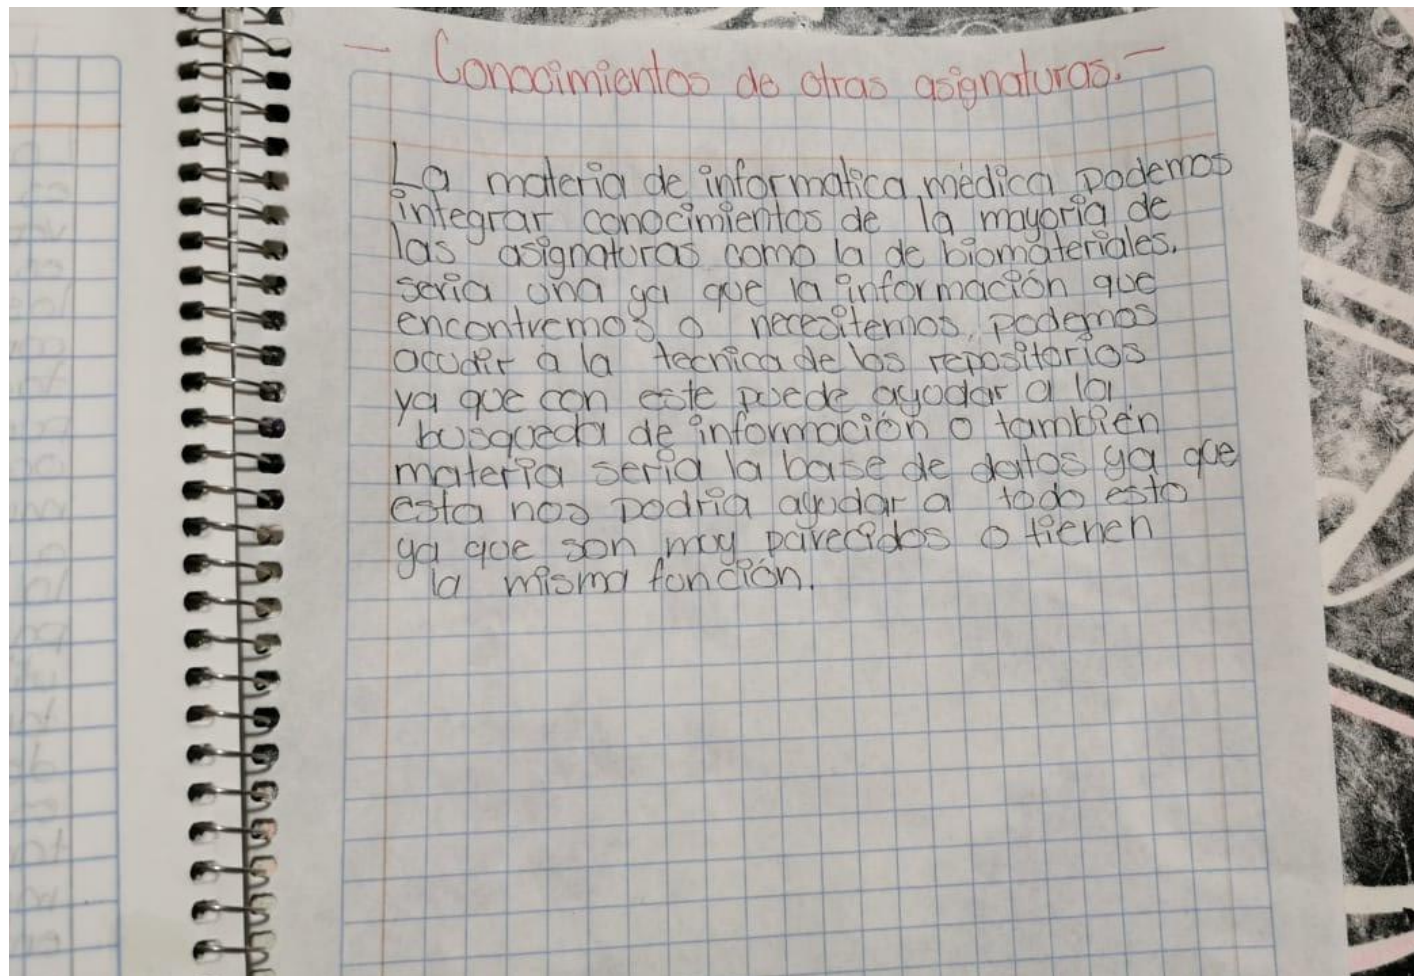 - Conocimientos de otras asignaturas. -
La materia de informatica médica podemos
integrar conocimientos de la mayoria de
las asignaturas como la de biomateriales.
seria una ya que la información que
encontremos o necesitemos, podemos
acudir a la tecnica de los repositorios
ya que con este puede ayudar a la
busqueda de información o también
materia seria la base de datos ya que
esta nos podria ayudar a todo esto
ya que son muy parecidos o tienen
la misma función.